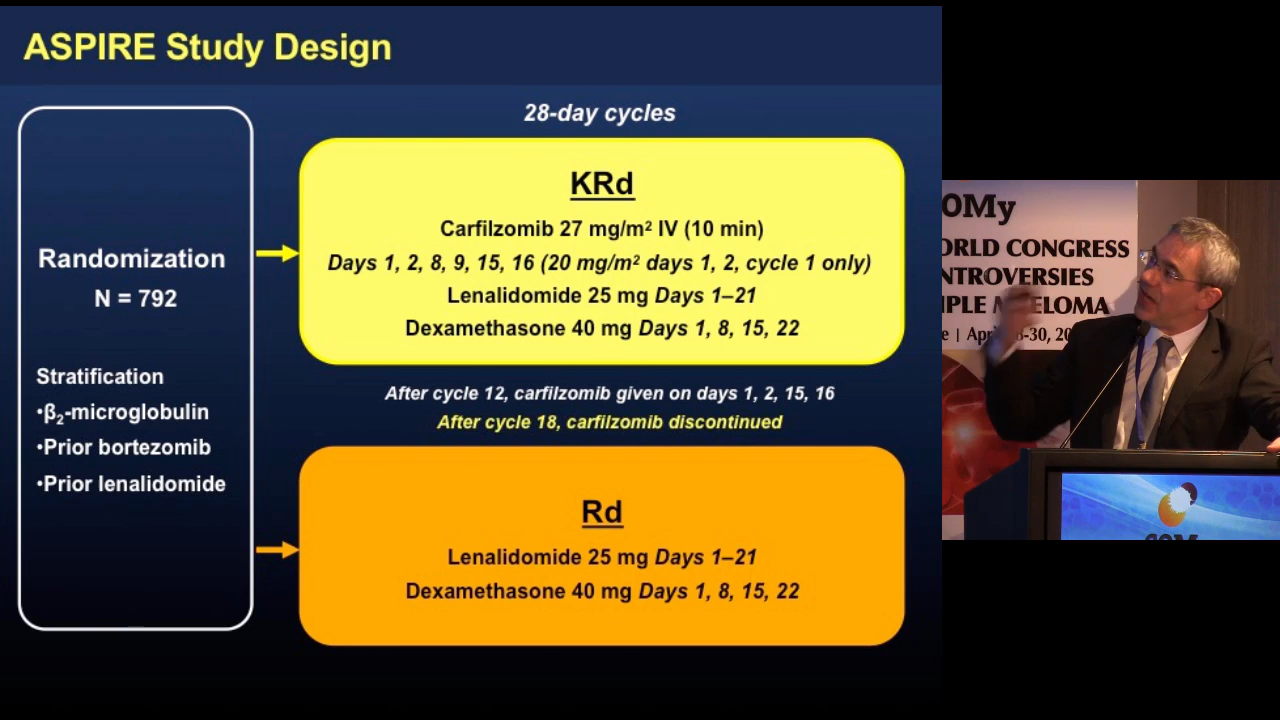 ASPIRE Study Design
28-day cycles
Randomization
N = 792
Stratification
•β₂-microglobulin
•Prior bortezomib
•Prior lenalidomide
KRd
Carfilzomib 27 mg/m² IV (10 min)
Days 1, 2, 8, 9, 15, 16 (20 mg/m² days 1, 2, cycle 1 only)
Lenalidomide 25 mg Days 1–21
Dexamethasone 40 mg Days 1, 8, 15, 22
After cycle 12, carfilzomib given on days 1, 2, 15, 16
After cycle 18, carfilzomib discontinued
Rd
Lenalidomide 25 mg Days 1–21
Dexamethasone 40 mg Days 1, 8, 15, 22
OMy
ORLD CONGRESS
NTROVERSIES
IPLE M ELOMA
e | Apr -30, 20